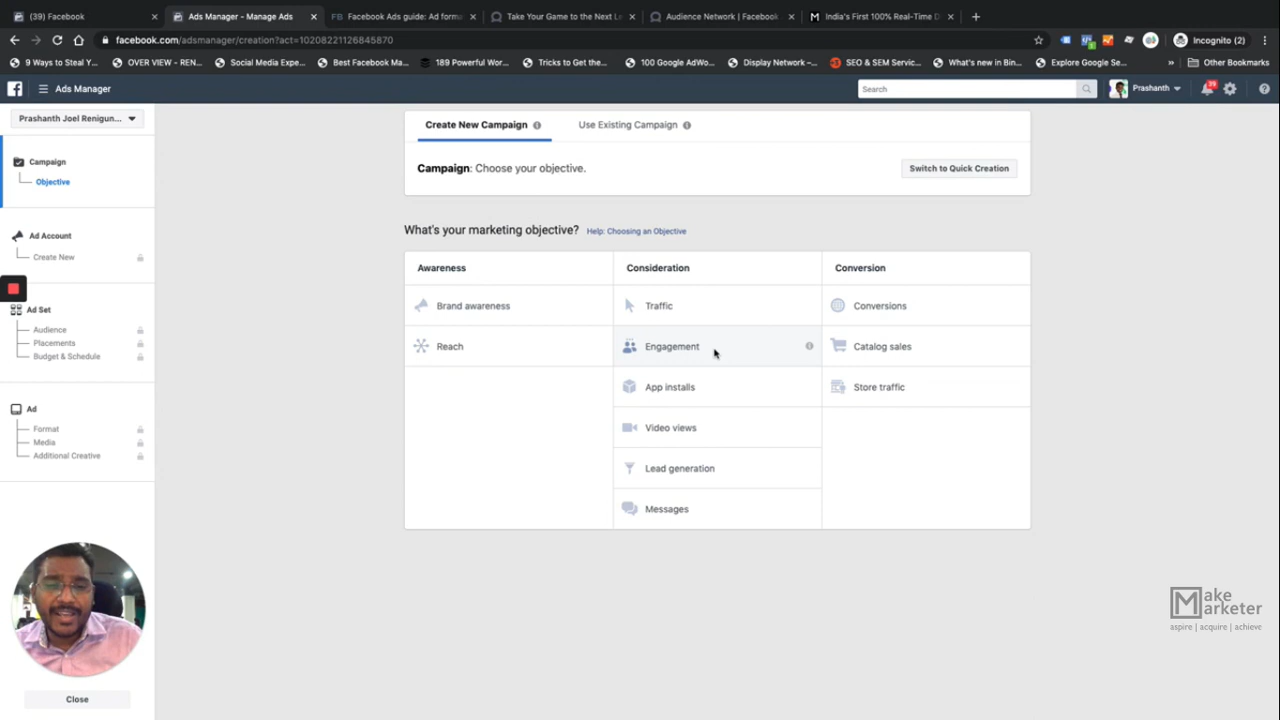 (39) Facebook
Ads Manager - Manage Ads
Facebook Ads guide: Ad forma
Take Your Game to the Next L
Audience Network | Facebook
India's First 100% Real-Time D
facebook.com/adsmanager/creation?act=10208221126845870
Incognito (2)
9 Ways to Steal Y...
OVER VIEW - REN...
Social Media Expe...
Best Facebook Ma...
189 Powerful Wor...
Tricks to Get the...
100 Google AdWo...
Display Network –...
SEO & SEM Servic...
What's new in Bin...
Explore Google Se...
»
Other Bookmarks
Ads Manager
Search
Prashanth
Prashanth Joel Renigun...
Create New Campaign
Use Existing Campaign
Campaign: Choose your objective.
Switch to Quick Creation
Campaign
Objective
Ad Account
Create New
Ad Set
Audience
Placements
Budget & Schedule
Ad
Format
Media
Additional Creative
Close
What's your marketing objective? Help: Choosing an Objective
Awareness
Consideration
Conversion
Brand awareness
Traffic
Conversions
Reach
Engagement
Catalog sales
App installs
Store traffic
Video views
Lead generation
Messages
Make
Marketer
aspire | acquire | achieve